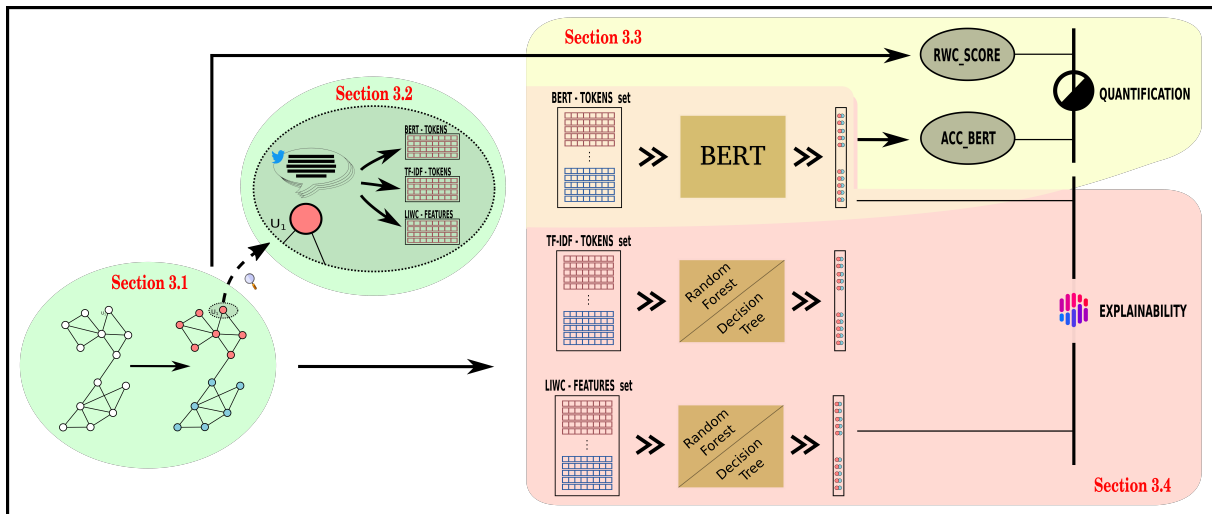 Section 3.3
RWC_SCORE
Section 3.2
BERT - TOKENS set
QUANTIFICATION
BERT - TOKENS
BERT
ACC_BERT
TF-IDF - TOKENS
LIWC - FEATURES
U1
TF-IDF - TOKENS set
Section 3.1
Random
Forest
Decision
Tree
EXPLAINABILITY
LIWC - FEATURES set
Random
Forest
Decision
Tree
Section 3.4